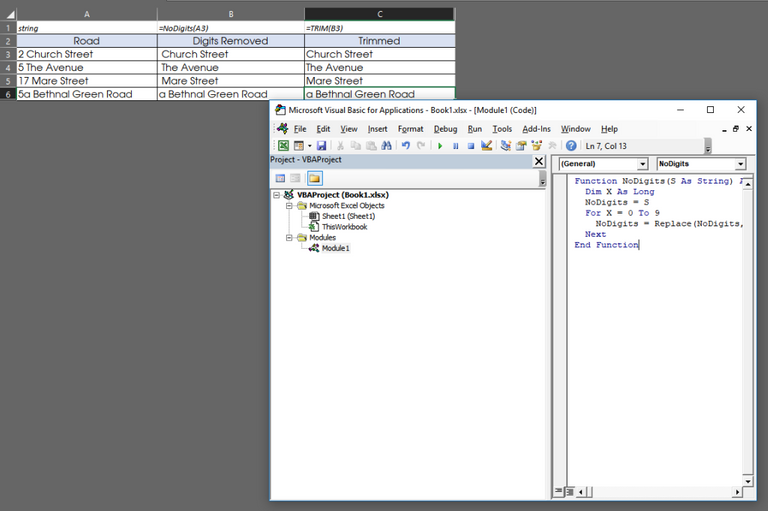 A B C
1 string =NoDigits(A3) =TRIM(B3)
2 Road Digits Removed Trimmed
3 2 Church Street Church Street Church Street
4 5 The Avenue The Avenue The Avenue
5 17 Mare Street Mare Street Mare Street
6 5a Bethnal Green Road a Bethnal Green Road a Bethnal Green Road
Microsoft Visual Basic for Applications - Book1.xlsx - [Module1 (Code)]
File Edit View Insert Format Debug Run Tools Add-Ins Window Help
Ln 7, Col 13
Project - VBAProject
(General) NoDigits
VBAProject (Book1.xlsx)
Microsoft Excel Objects
Sheet1 (Sheet1)
ThisWorkbook
Modules
Module1
Function NoDigits(S As String)
Dim X As Long
NoDigits = S
For X = 0 To 9
NoDigits = Replace(NoDigits,
Next
End Function